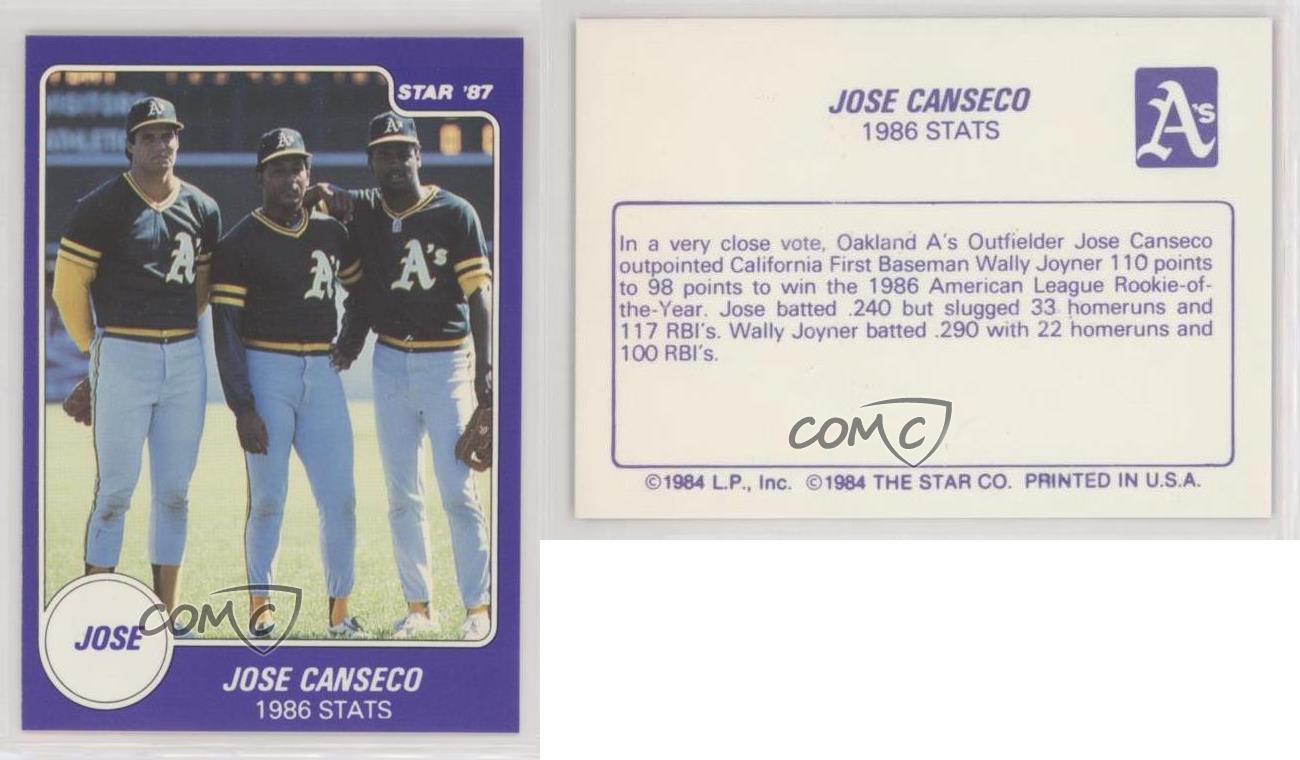 VISITORS
ATHLETIC
STAR '87
A's
A's
A's
JOSE
COMC
JOSE CANSECO
1986 STATS
JOSE CANSECO
1986 STATS
A's
In a very close vote, Oakland A's Outfielder Jose Canseco
outpointed California First Baseman Wally Joyner 110 points
to 98 points to win the 1986 American League Rookie-of-
the-Year. Jose batted .240 but slugged 33 homeruns and
117 RBI's. Wally Joyner batted .290 with 22 homeruns and
100 RBI's.
COMC
©1984 L.P., Inc. ©1984 THE STAR CO. PRINTED IN U.S.A.